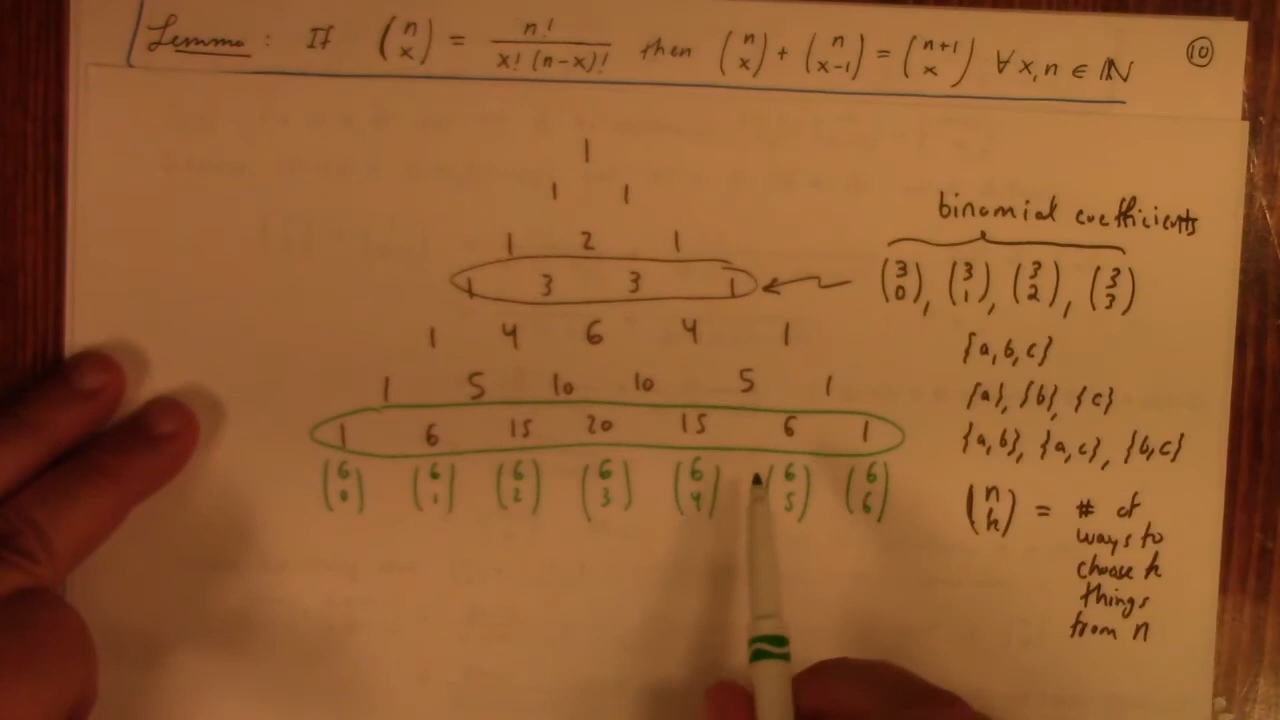 Lemma: If (n x) = n! / x! (n-x)! then (n x) + (n x-1) = (n+1 x) ∀ x, n ∈ ℕ ⑩
1
1 1
1 2 1
binomial coefficients
1 3 3 1
(3 0), (3 1), (3 2), (3 3)
1 4 6 4 1
{a, b, c}
1 5 10 10 5 1
{a}, {b}, {c}
1 6 15 20 15 6 1
{a, b}, {a, c}, {b, c}
(6 0) (6 1) (6 2) (6 3) (6 4) (6 5) (6 6)
(n k) = # of
ways to
choose k
things
from n